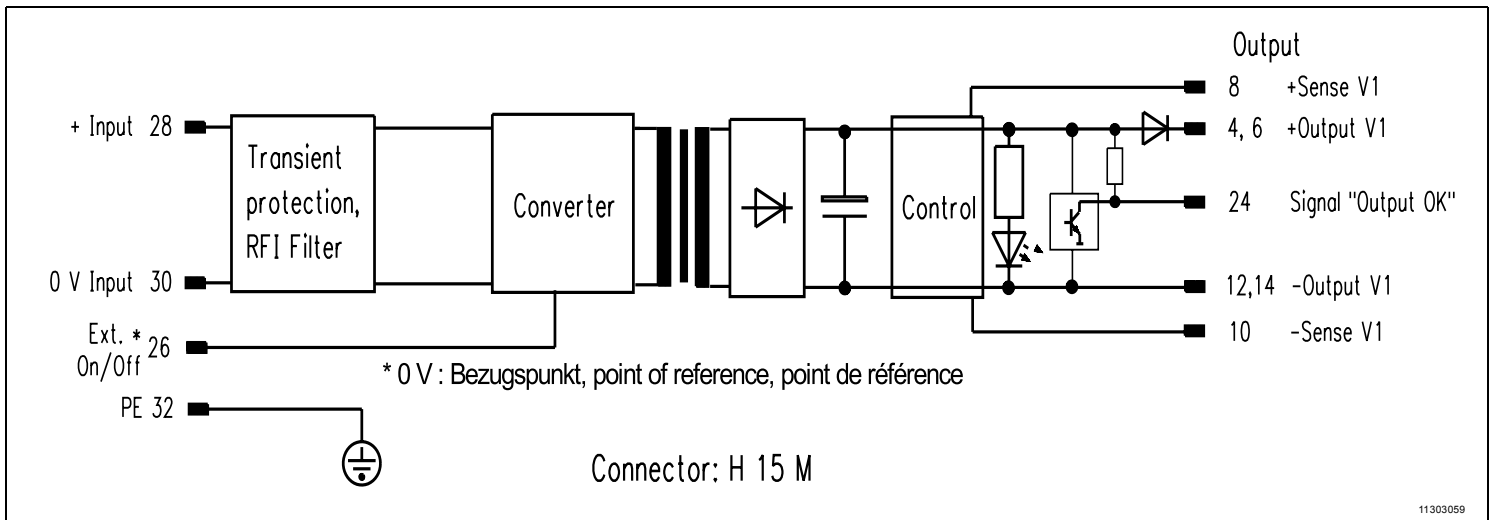 Output
8 +Sense V1
+ Input 28
4, 6 +Output V1
Transient
protection,
RFI Filter
Converter
Control
24 Signal "Output OK"
0 V Input 30
12,14 -Output V1
Ext. *
On/Off 26
10 -Sense V1
* 0 V : Bezugspunkt, point of reference, point de référence
PE 32
Connector: H 15 M
11303059